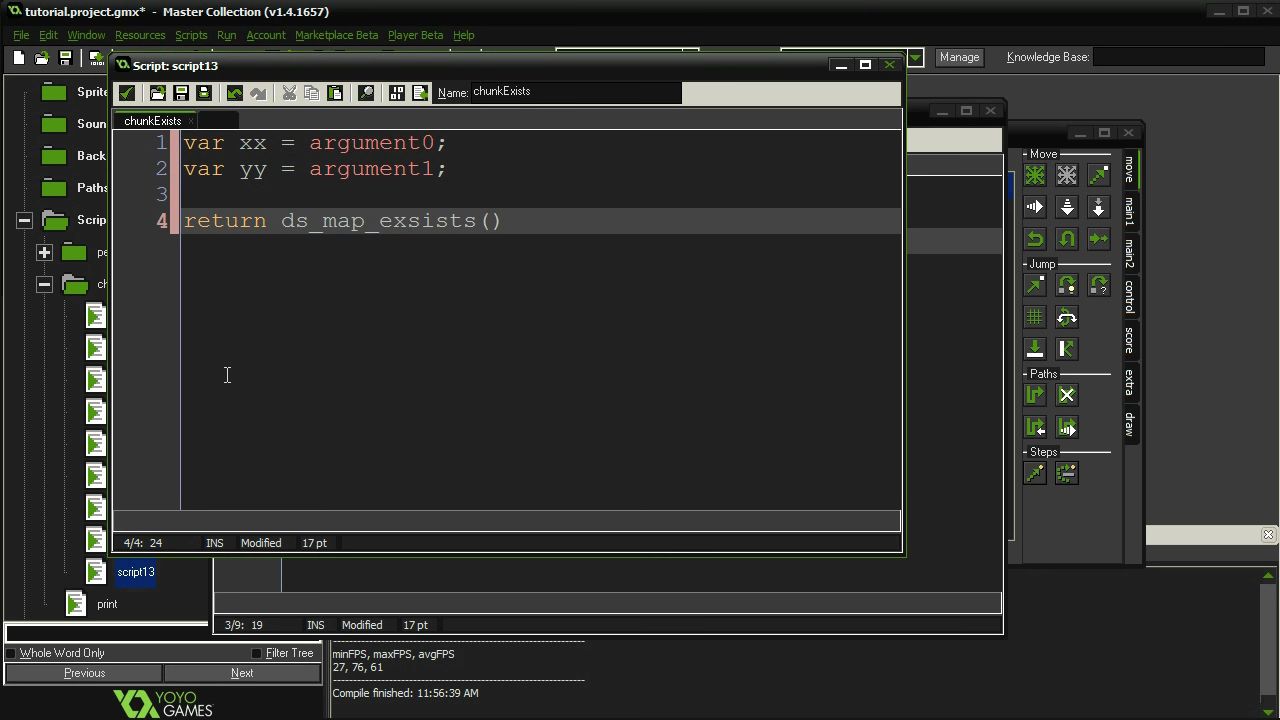 tutorial.project.gmx* - Master Collection (v1.4.1657)
File Edit Window Resources Scripts Run Account Marketplace Beta Player Beta Help
Manage Knowledge Base:
Script: script13
Name: chunkExists
chunkExists
1 var xx = argument0;
2 var yy = argument1;
3
4 return ds_map_exsists()
4/4: 24 INS Modified 17 pt
Sprite
Soun
Back
Paths
Scrip
pe
ch
script13
print
Whole Word Only Filter Tree
Previous Next
YOYO
GAMES
3/9: 19 INS Modified 17 pt
minFPS, maxFPS, avgFPS
27, 76, 61
Compile finished: 11:56:39 AM
Move
Jump
Paths
Steps
move
main1
main2
control
score
extra
draw